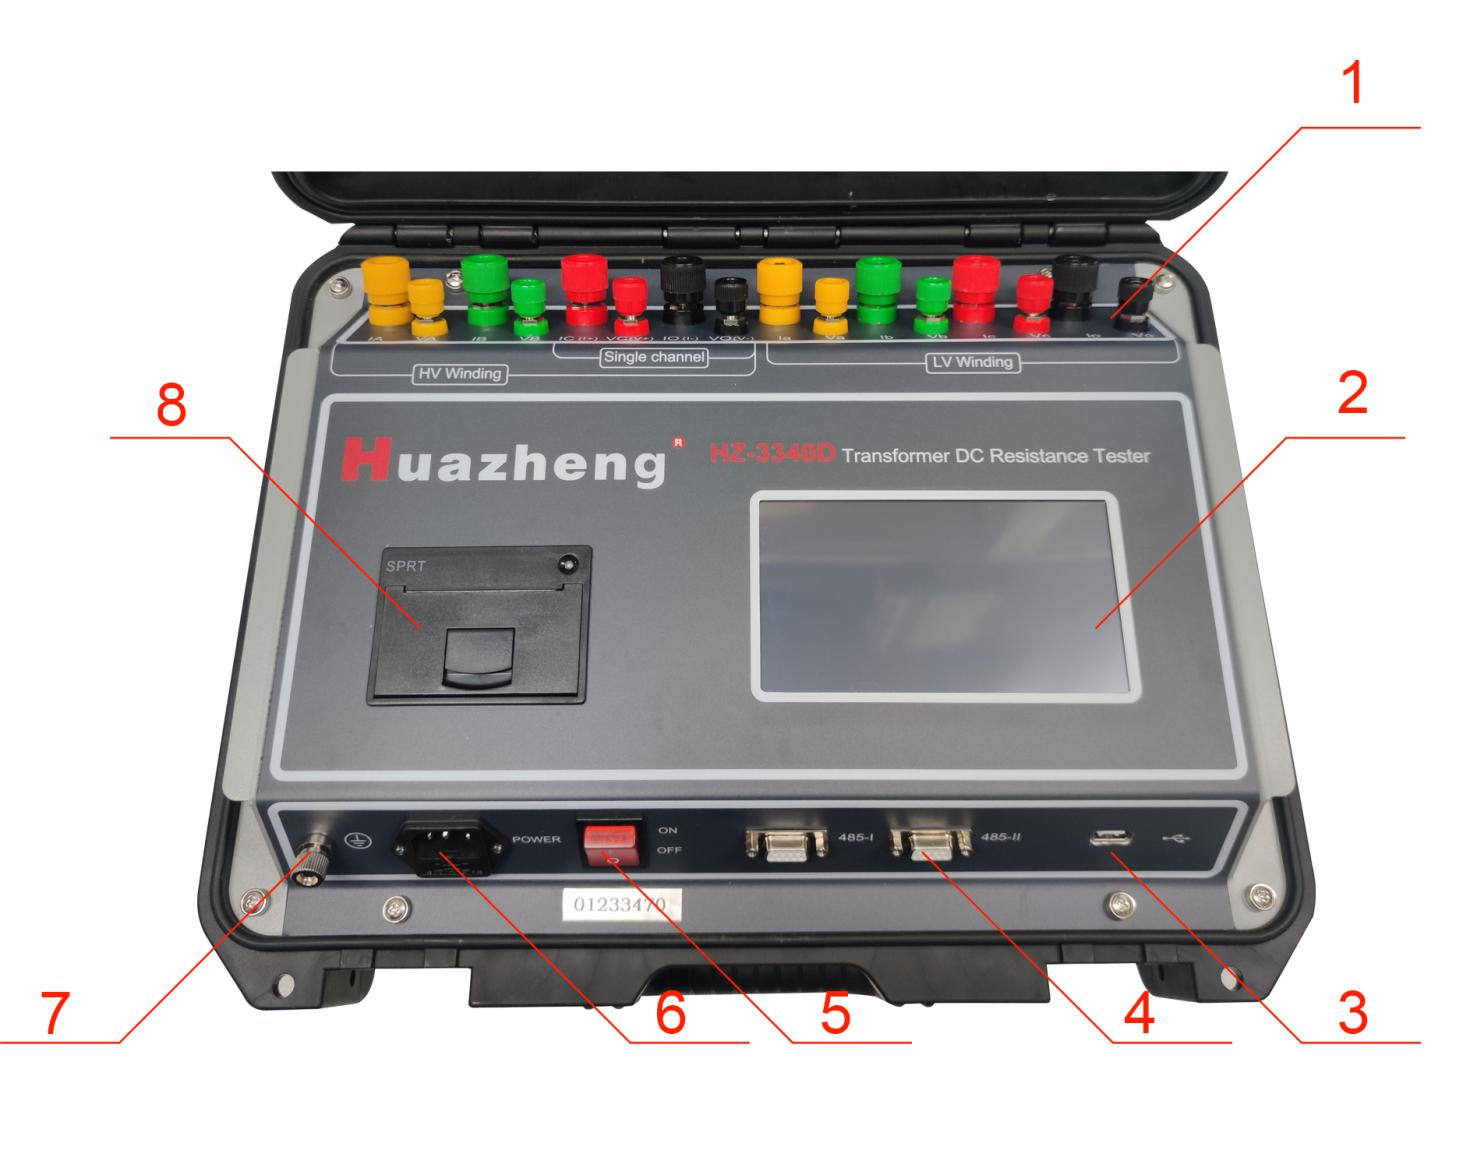 1
IA VA IB VB IC (I+) VC(V+) IO (I-) VO(V-) Ia Va Ib Vb Ic Vc Io Vo
Single channel
HV Winding
LV Winding
2
8
Huazheng®
HZ-3340D Transformer DC Resistance Tester
SPRT
POWER
ON
OFF
485-I
485-II
01233470
7
6
5
4
3